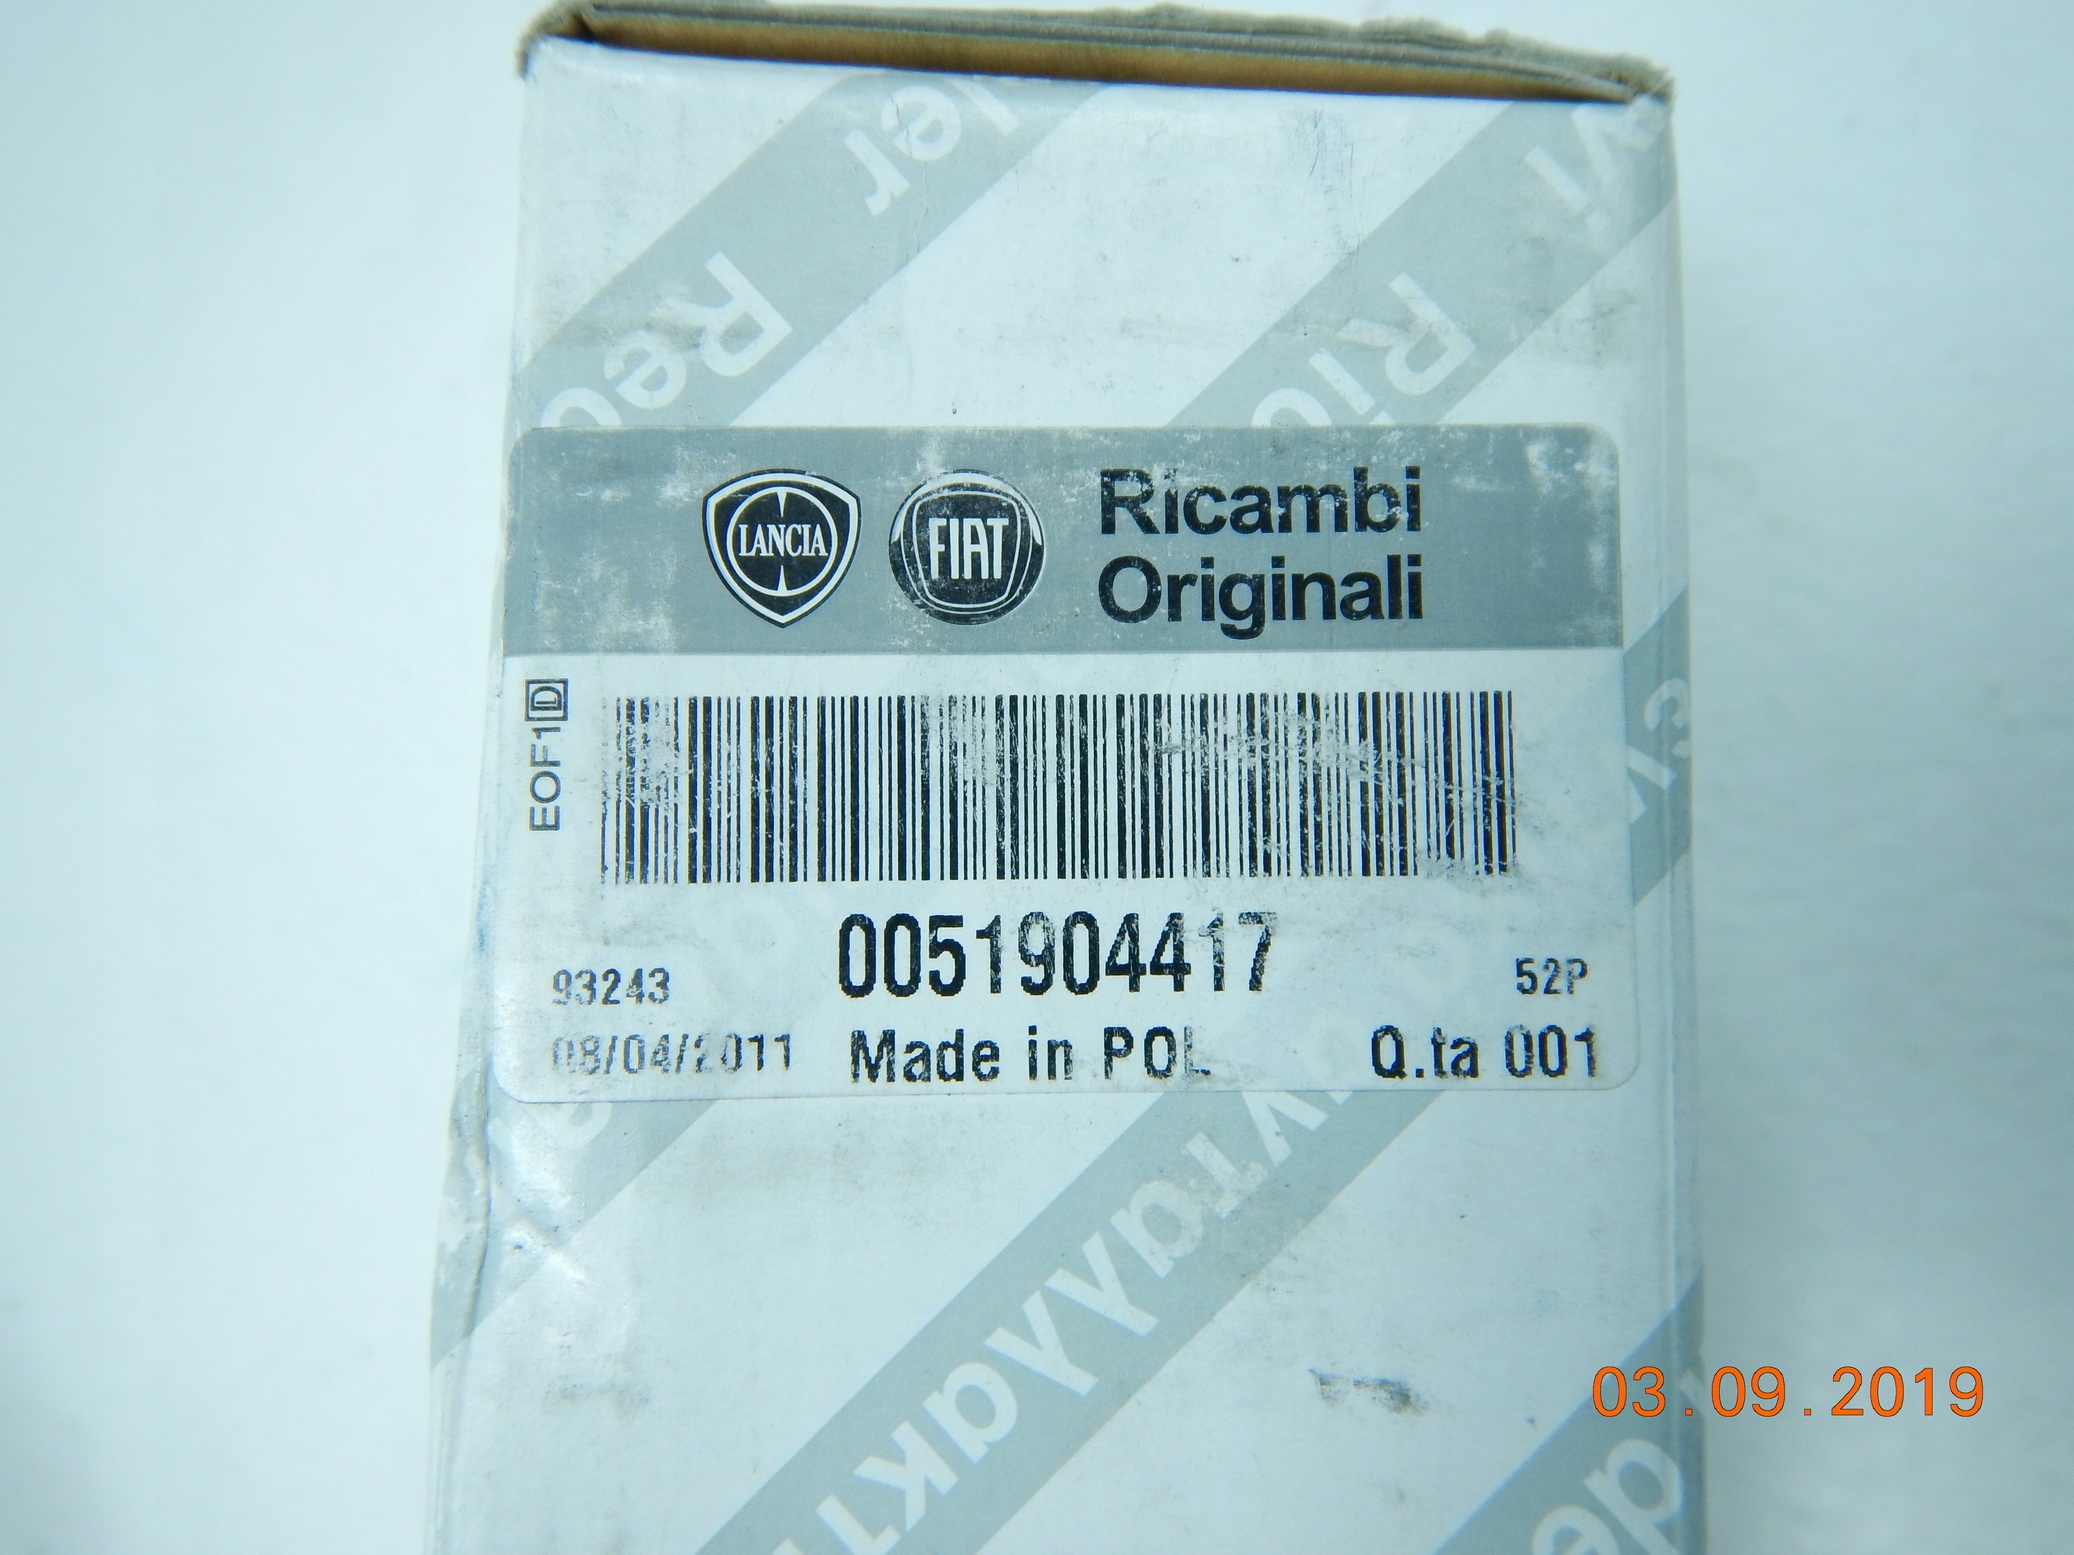 LANCIA
FIAT
Ricambi
Originali
EOF1D
0051904417
93243
52P
08/04/2011
Made in POL
Q.ta 001
03.09.2019